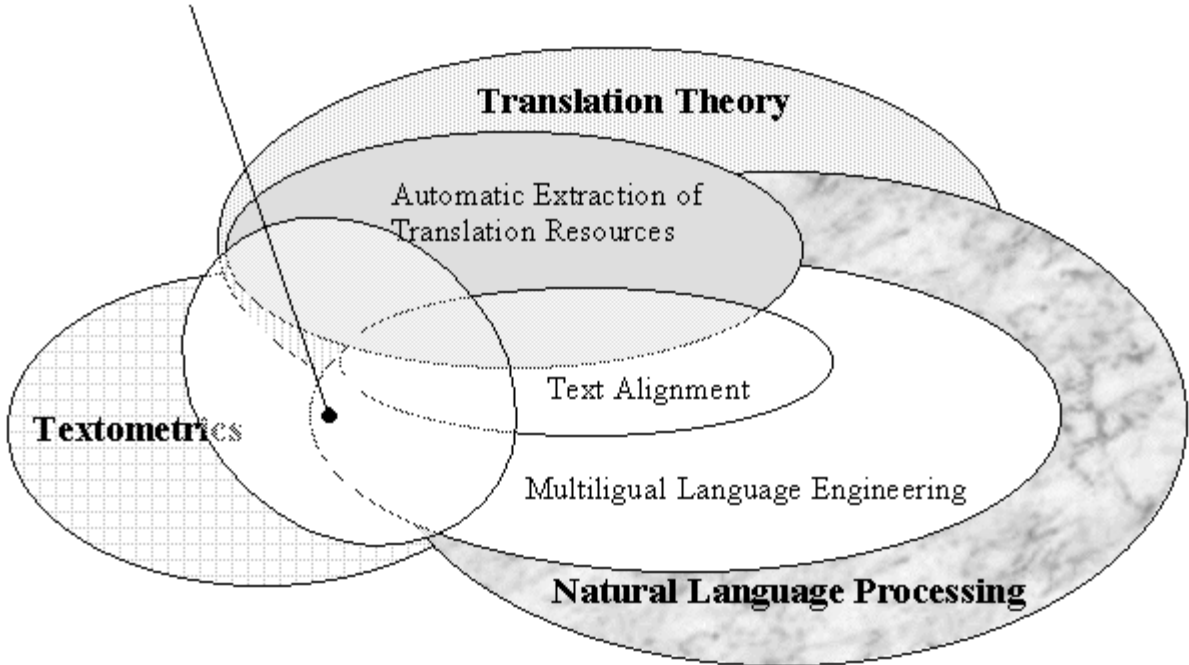 Translation Theory
Automatic Extraction of
Translation Resources
Text Alignment
Textometrics
Multiligual Language Engineering
Natural Language Processing